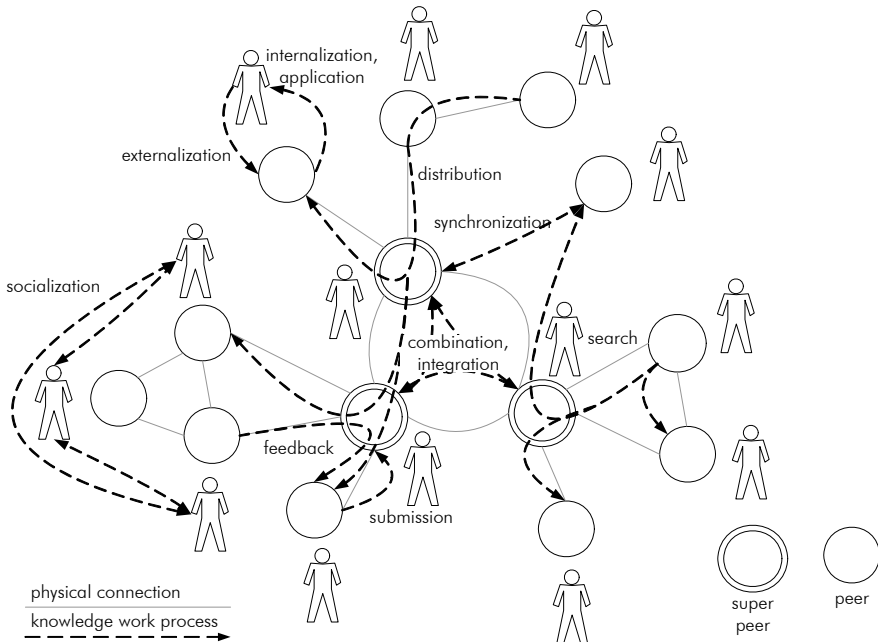 internalization,
application
externalization
distribution
synchronization
socialization
combination,
integration
search
feedback
submission
physical connection
knowledge work process
super
peer
peer